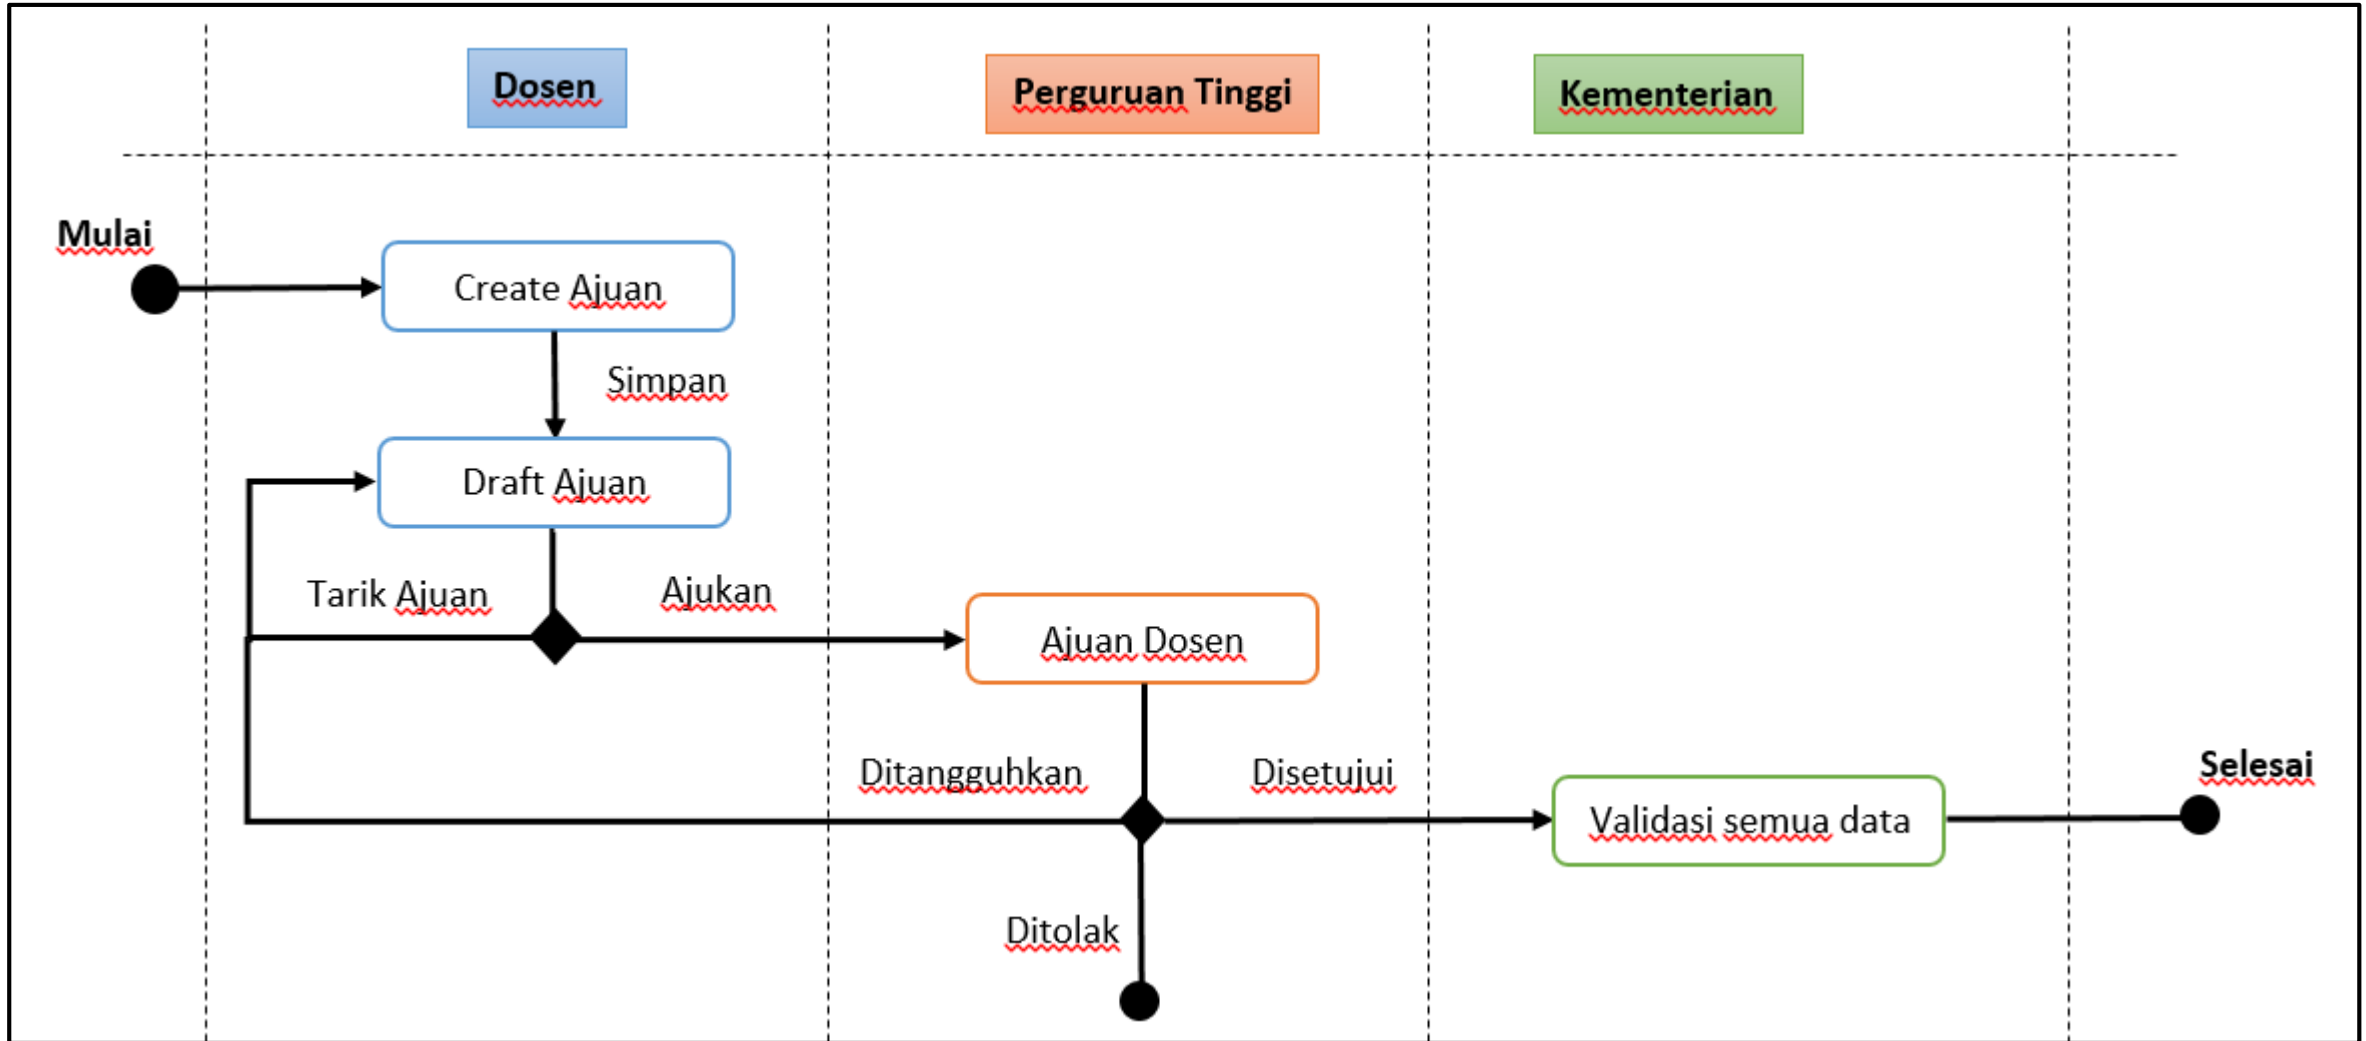 Dosen
Perguruan Tinggi
Kementerian
Mulai
Create Ajuan
Simpan
Draft Ajuan
Tarik Ajuan
Ajukan
Ajuan Dosen
Ditangguhkan
Disetujui
Selesai
Validasi semua data
Ditolak